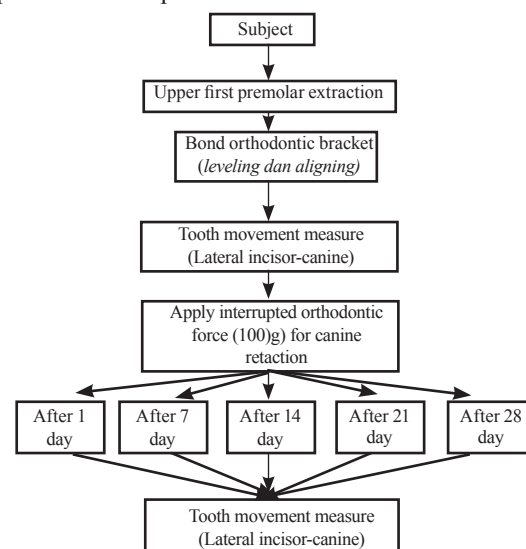 Subject
Upper first premolar extraction
Bond orthodontic bracket
(leveling dan aligning)
Tooth movement measure
(Lateral incisor-canine)
Apply interrupted orthodontic
force (100)g) for canine
retaction
After 1
day
After 7
day
After 14
day
After 21
day
After 28
day
Tooth movement measure
(Lateral incisor-canine)